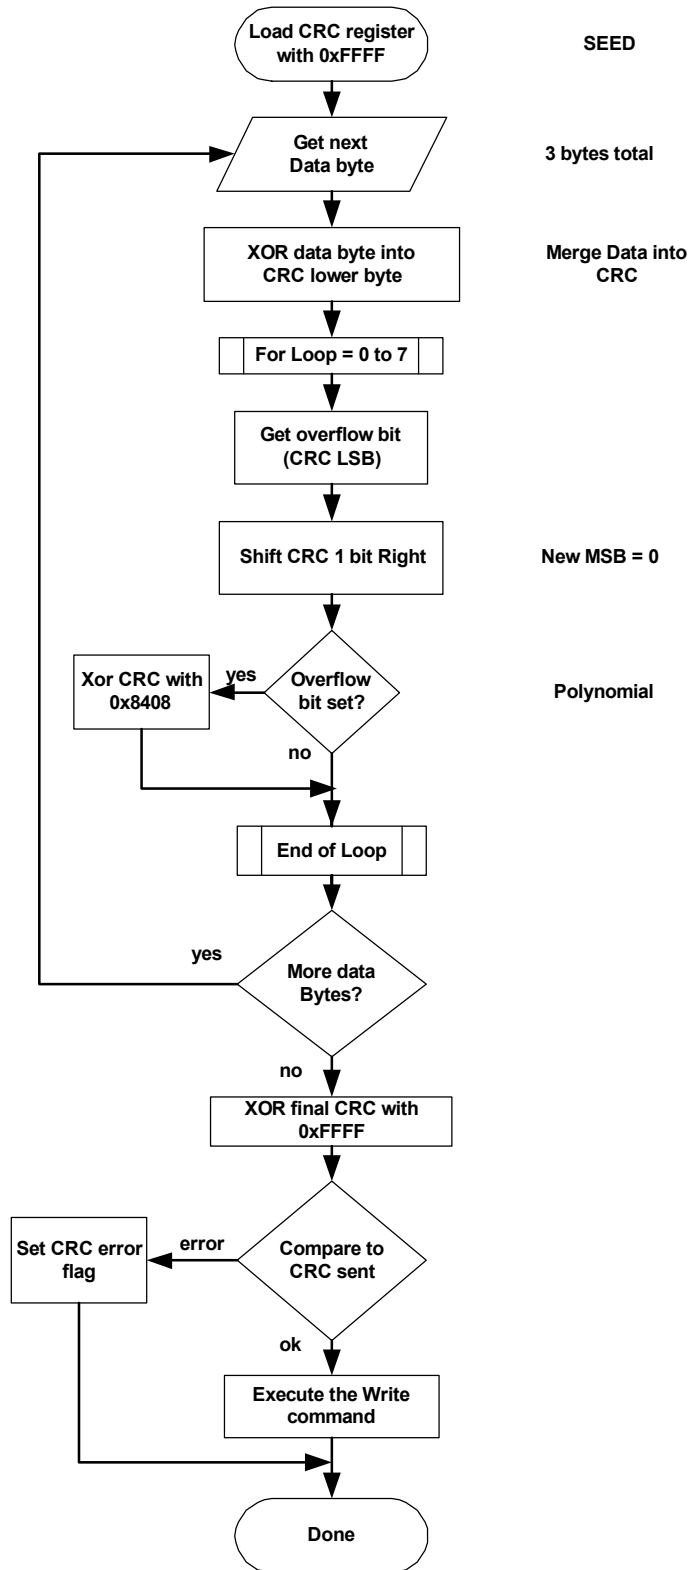 Load CRC register
with 0xFFFF
SEED
Get next
Data byte
3 bytes total
XOR data byte into
CRC lower byte
Merge Data into
CRC
For Loop = 0 to 7
Get overflow bit
(CRC LSB)
Shift CRC 1 bit Right
New MSB = 0
Xor CRC with
0x8408
yes
Overflow
bit set?
Polynomial
no
End of Loop
yes
More data
Bytes?
no
XOR final CRC with
0xFFFF
Set CRC error
flag
error
Compare to
CRC sent
ok
Execute the Write
command
Done